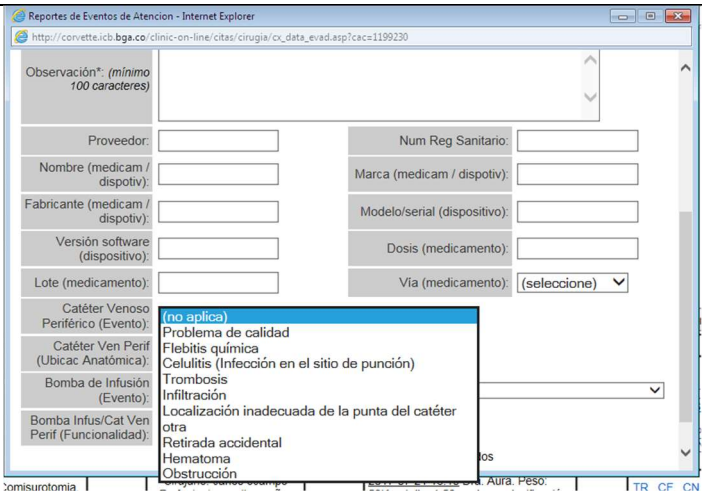 Reportes de Eventos de Atencion - Internet Explorer
http://corvette.icb.bga.co/clinic-on-line/citas/cirugia/cx_data_evad.asp?cac=1199230
Observación*: (mínimo
100 caracteres)
Proveedor:
Num Reg Sanitario:
Nombre (medicam /
dispotiv):
Marca (medicam / dispotiv):
Fabricante (medicam /
dispotiv):
Modelo/serial (dispositivo):
Versión software
(dispositivo):
Dosis (medicamento):
Lote (medicamento):
Vía (medicamento):
(seleccione)
Catéter Venoso
Periférico (Evento):
Catéter Ven Perif
(Ubicac Anatómica):
Bomba de Infusión
(Evento):
Bomba Infus/Cat Ven
Perif (Funcionalidad):
(no aplica)
Problema de calidad
Flebitis química
Celulitis (Infección en el sitio de punción)
Trombosis
Infiltración
Localización inadecuada de la punta del catéter
otra
Retirada accidental
Hematoma
Obstrucción
dos
Comisurotomia
Dra. Aura. Peso:
TR CE CN